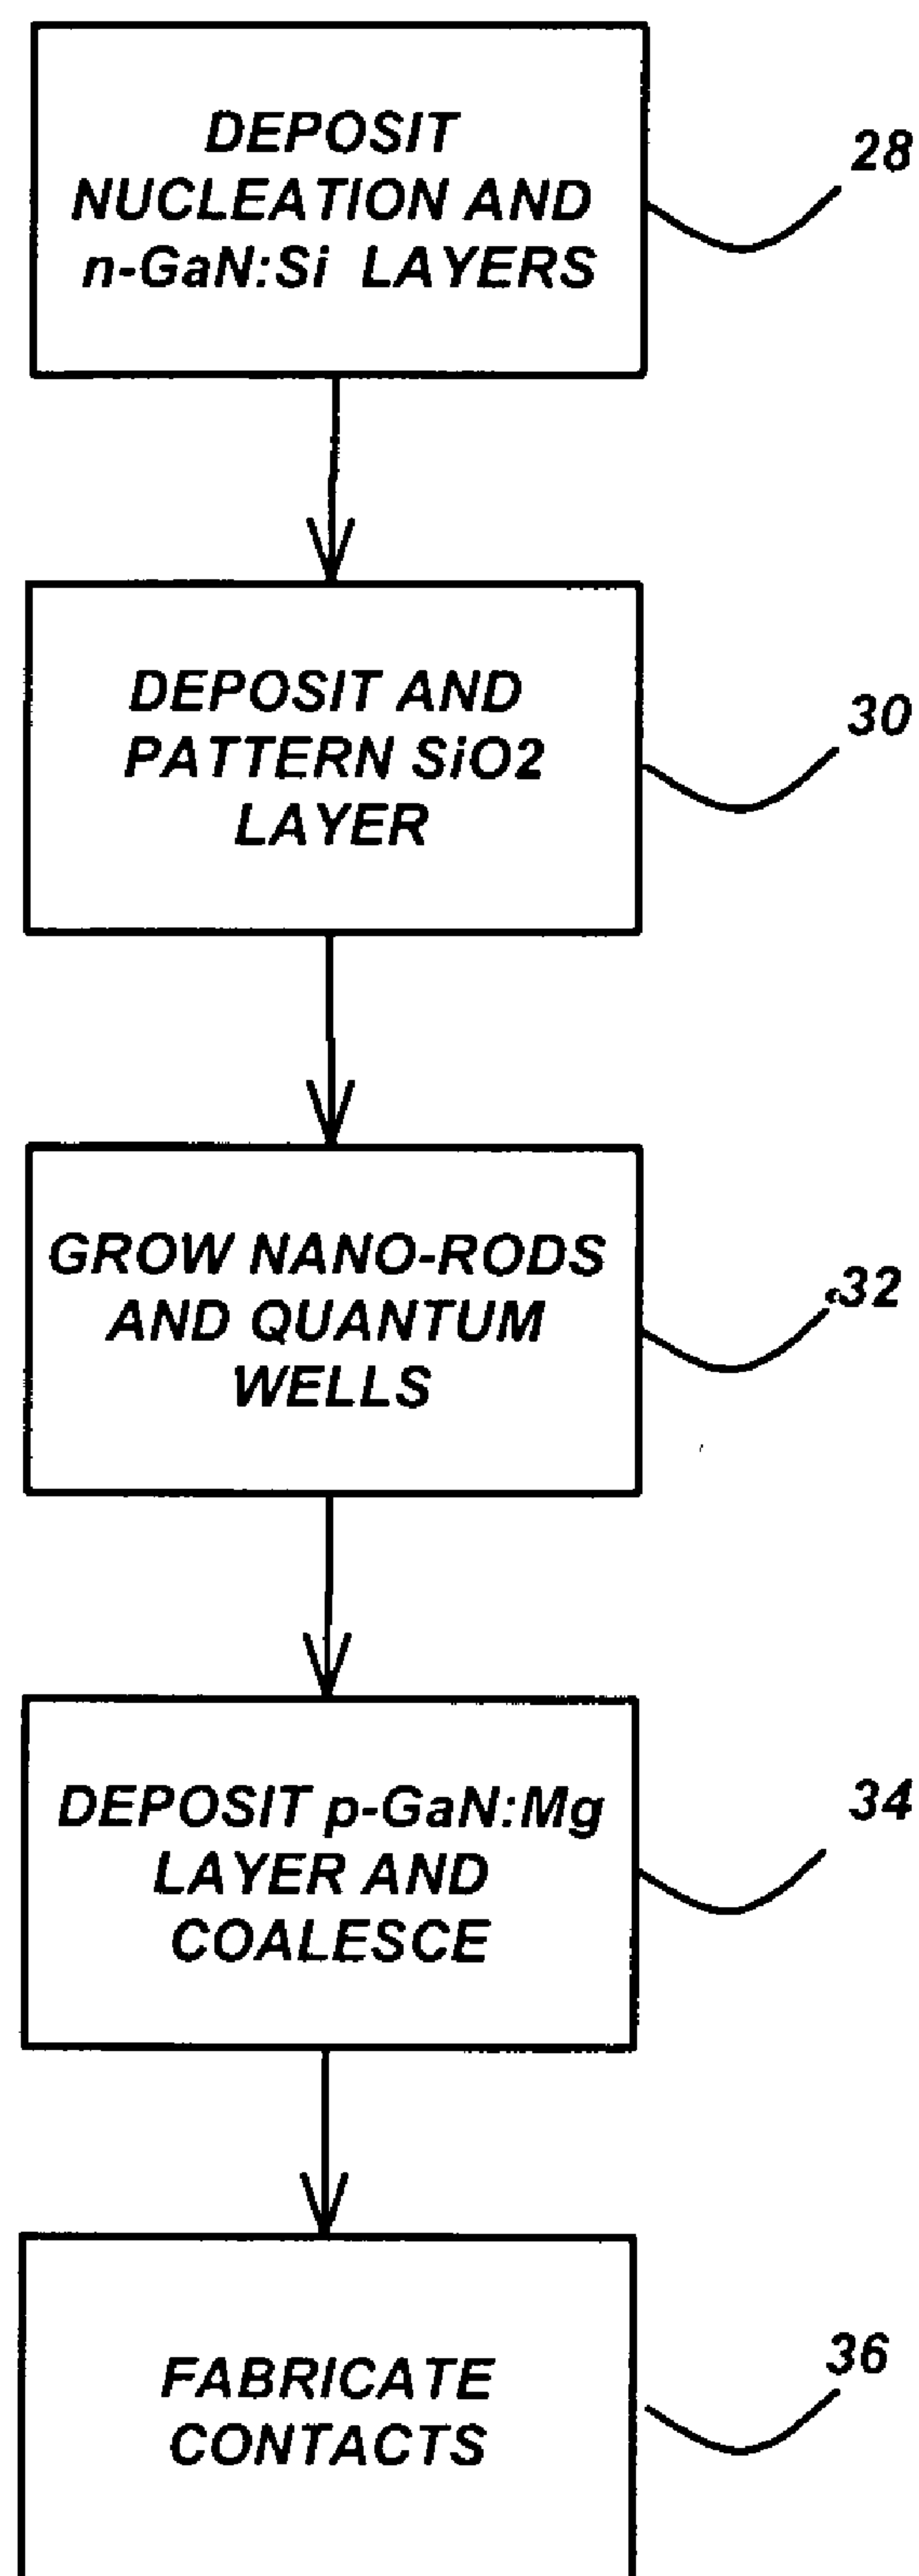 DEPOSIT
NUCLEATION AND
n-GaN:Si LAYERS
28
DEPOSIT AND
PATTERN SiO2
LAYER
30
GROW NANO-RODS
AND QUANTUM
WELLS
32
DEPOSIT p-GaN:Mg
LAYER AND
COALESCE
34
FABRICATE
CONTACTS
36